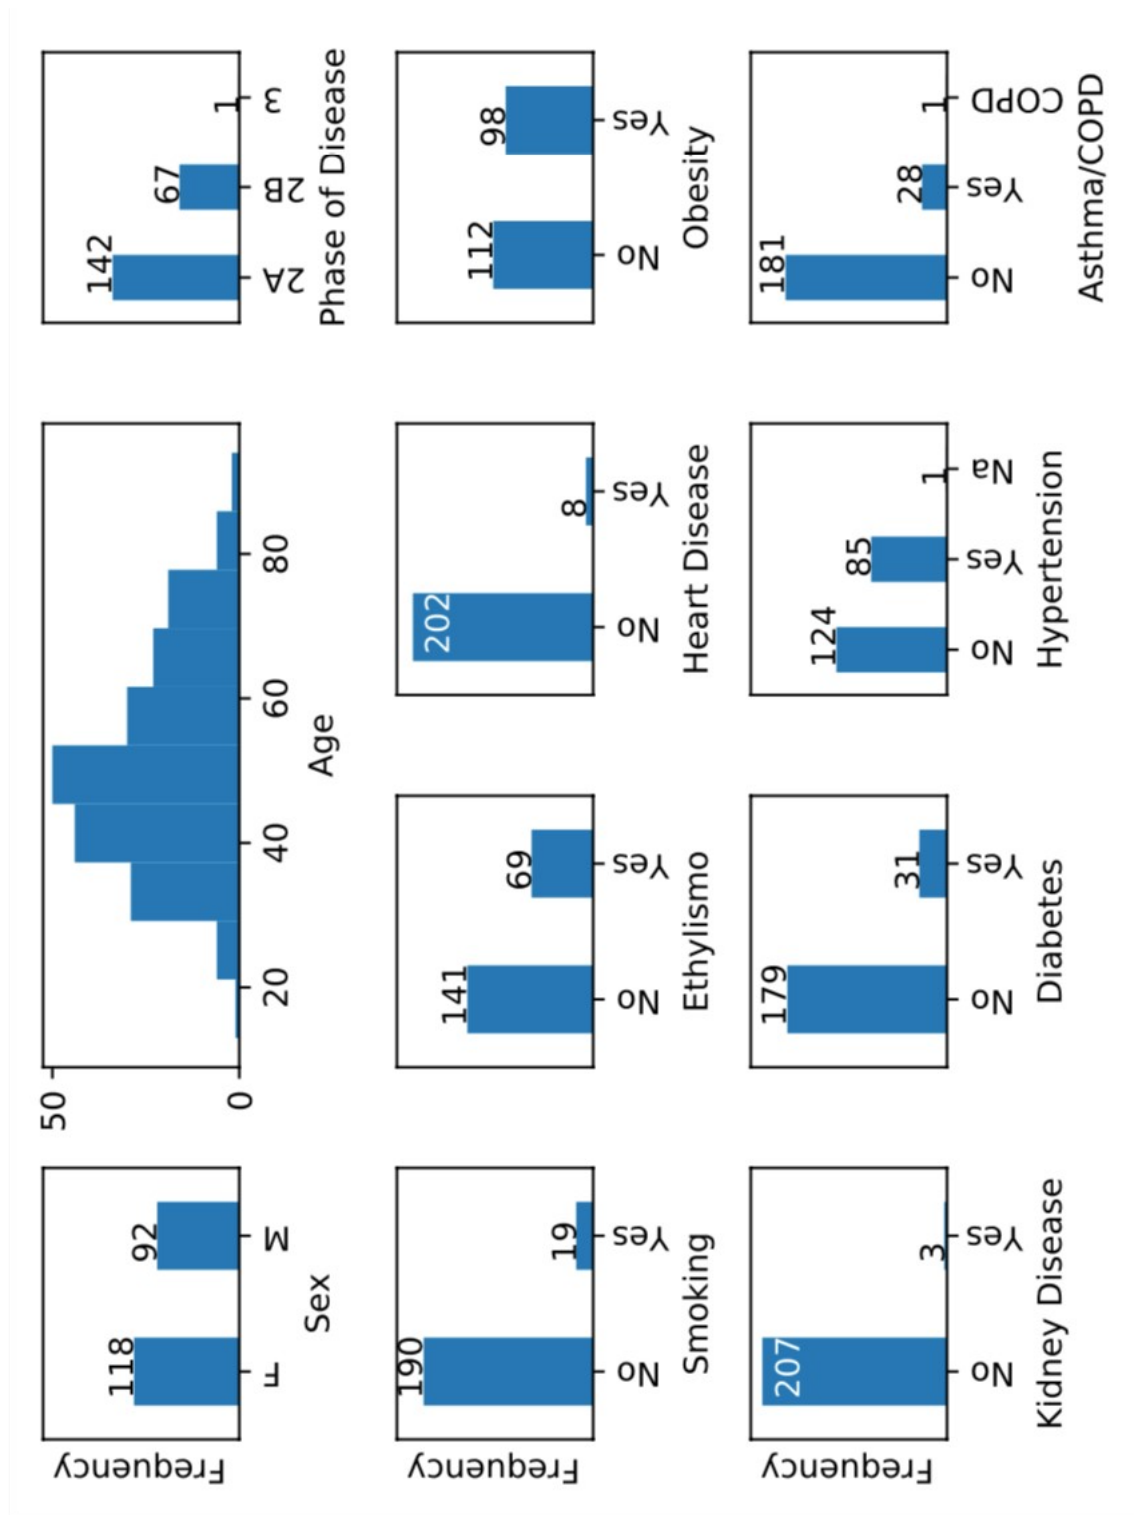 Frequency
118
92
F
M
Sex
50
0
20
40
60
80
Age
142
67
1
2A
2B
3
Phase of Disease
Frequency
190
19
No
Yes
Smoking
141
69
No
Yes
Ethylismo
202
8
No
Yes
Heart Disease
112
98
No
Yes
Obesity
Frequency
207
3
No
Yes
Kidney Disease
179
31
No
Yes
Diabetes
124
85
1
No
Yes
Na
Hypertension
181
28
1
No
Yes
COPD
Asthma/COPD